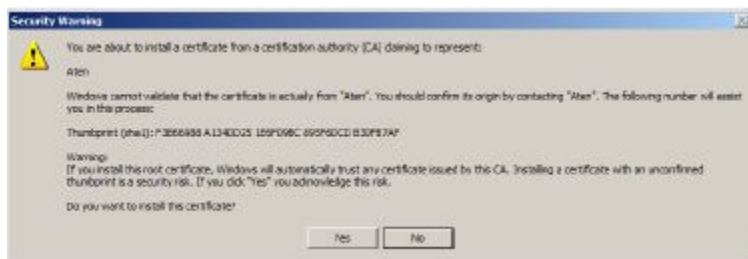 Security Warning
You are about to install a certificate from a certification authority (CA) claiming to represent:
Aten
Windows cannot validate that the certificate is actually from "Aten". You should confirm its origin by contacting "Aten". The following number will assist
you in this process:
Thumbprint (sha1):
Warning:
If you install this root certificate, Windows will automatically trust any certificate issued by this CA. Installing a certificate with an unconfirmed
thumbprint is a security risk. If you click "Yes" you acknowledge this risk.
Do you want to install this certificate?
Yes No